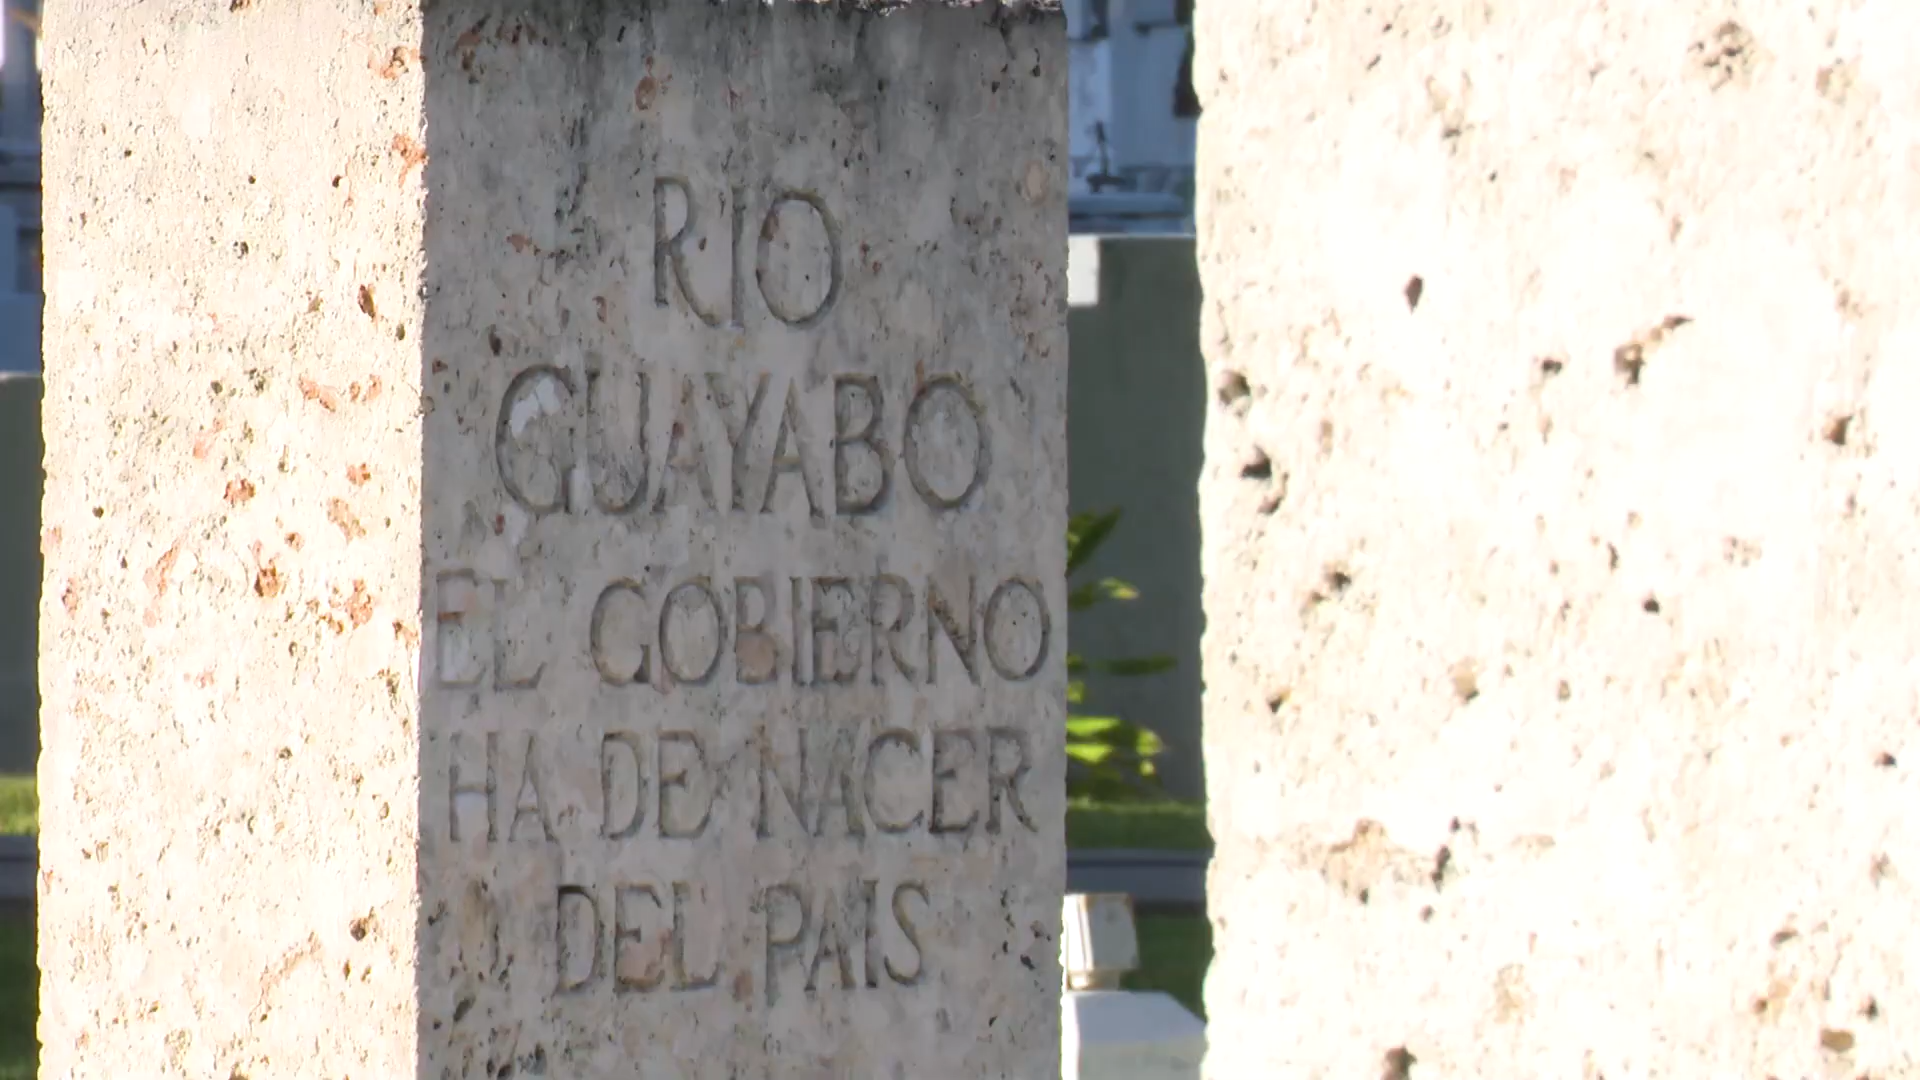 RIO
GUAYABO
EL GOBIERNO
HA DE NACER
DEL PAIS